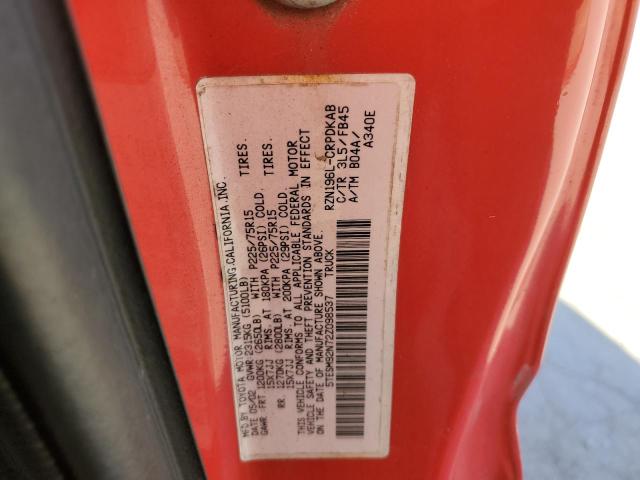 MFD.BY TOYOTA MOTOR MANUFACTURING,CALIFORNIA,INC.
DATE 05/02 GVWR 2315KG (5100LB)
GAWR: FRT 1200KG (2650LB) WITH P225/75R15 TIRES.
15X7JJ RIMS. AT 180KPA (26PSI) COLD.
RR. 1270KG (2800LB) WITH P225/75R15 TIRES.
15X7JJ RIMS. AT 200KPA (29PSI) COLD.
THIS VEHICLE CONFORMS TO ALL APPLICABLE FEDERAL MOTOR
VEHICLE SAFETY AND THEFT PREVENTION STANDARDS IN EFFECT
ON THE DATE OF MANUFACTURE SHOWN ABOVE.
5TESM92N72Z098537 TRUCK
RZN196L-CRPDKAB
C/TR 3L5/FB45
A/TM B04A/
A340E